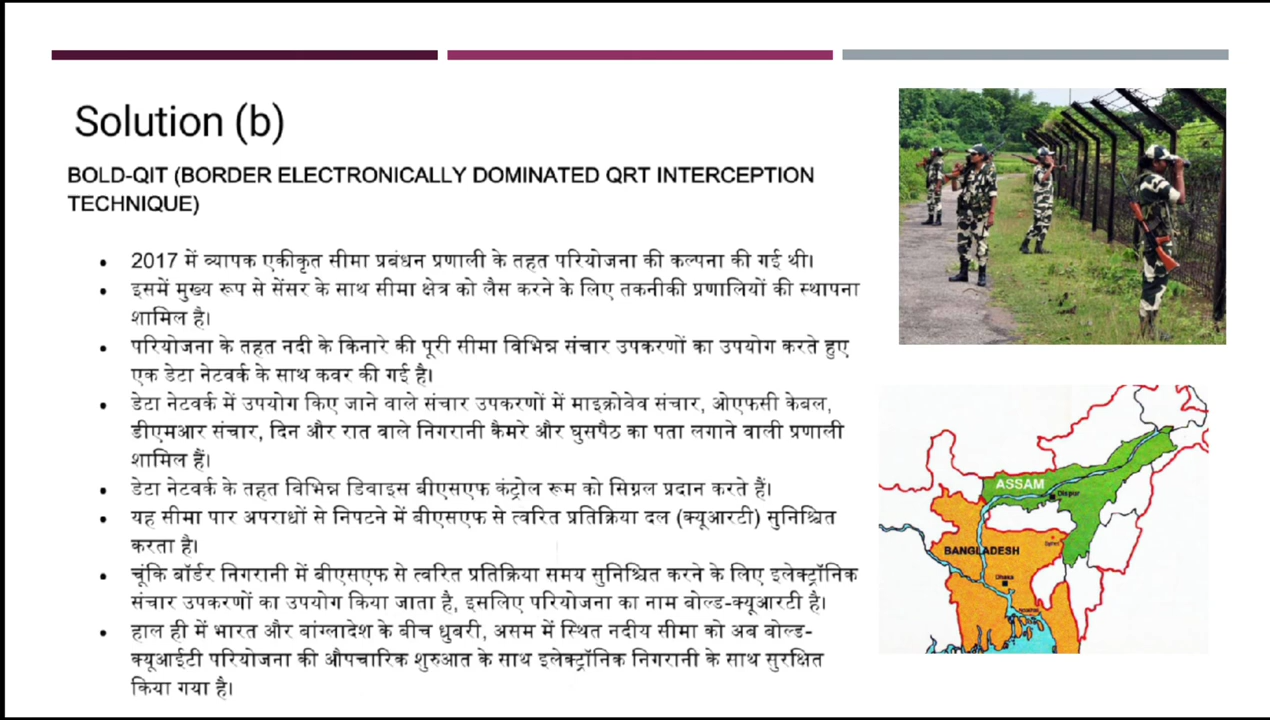 Solution (b)
BOLD-QIT (BORDER ELECTRONICALLY DOMINATED QRT INTERCEPTION
TECHNIQUE)
• 2017 में व्यापक एकीकृत सीमा प्रबंधन प्रणाली के तहत परियोजना की कल्पना की गई थी।
• इसमें मुख्य रूप से सेंसर के साथ सीमा क्षेत्र को लैस करने के लिए तकनीकी प्रणालियों की स्थापना
शामिल है।
• परियोजना के तहत नदी के किनारे की पूरी सीमा विभिन्न संचार उपकरणों का उपयोग करते हुए
एक डेटा नेटवर्क के साथ कवर की गई है।
• डेटा नेटवर्क में उपयोग किए जाने वाले संचार उपकरणों में माइक्रोवेव संचार, ओएफसी केबल,
डीएमआर संचार, दिन और रात वाले निगरानी कैमरे और घुसपैठ का पता लगाने वाली प्रणाली
शामिल हैं।
• डेटा नेटवर्क के तहत विभिन्न डिवाइस बीएसएफ कंट्रोल रूम को सिग्नल प्रदान करते हैं।
• यह सीमा पार अपराधों से निपटने में बीएसएफ से त्वरित प्रतिक्रिया दल (क्यूआरटी) सुनिश्चित
करता है।
• चूंकि बॉर्डर निगरानी में बीएसएफ से त्वरित प्रतिक्रिया समय सुनिश्चित करने के लिए इलेक्ट्रॉनिक
संचार उपकरणों का उपयोग किया जाता है, इसलिए परियोजना का नाम बोल्ड-क्यूआरटी है।
• हाल ही में भारत और बांग्लादेश के बीच धुबरी, असम में स्थित नदीय सीमा को अब बोल्ड-
क्यूआईटी परियोजना की औपचारिक शुरुआत के साथ इलेक्ट्रॉनिक निगरानी के साथ सुरक्षित
किया गया है।
ASSAM
Dispur
BANGLADESH
Dhaka